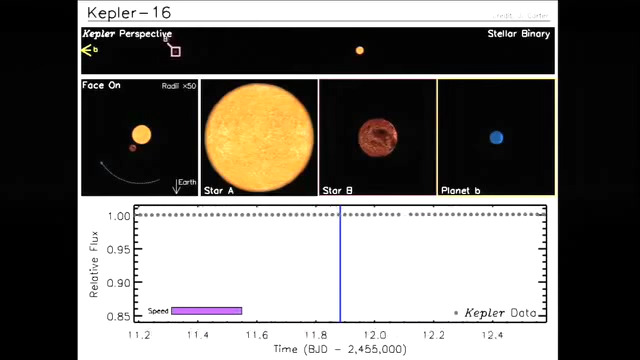 Kepler-16
Credit: J. Carter
Kepler Perspective
Stellar Binary
B
b
Face On
Radii ×50
Earth
Star A
Star B
Planet b
1.00
0.95
0.90
0.85
Relative Flux
Speed
Kepler Data
11.2 11.4 11.6 11.8 12.0 12.2 12.4
Time (BJD - 2,455,000)